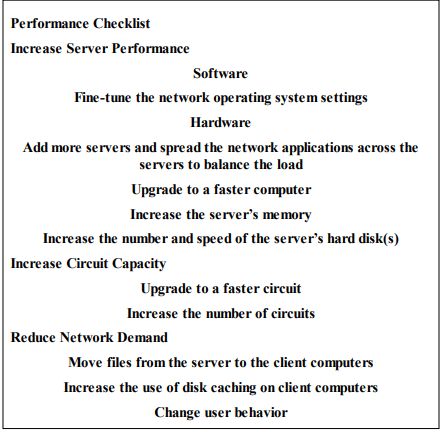 Performance Checklist
Increase Server Performance
Software
Fine-tune the network operating system settings
Hardware
Add more servers and spread the network applications across the
servers to balance the load
Upgrade to a faster computer
Increase the server’s memory
Increase the number and speed of the server’s hard disk(s)
Increase Circuit Capacity
Upgrade to a faster circuit
Increase the number of circuits
Reduce Network Demand
Move files from the server to the client computers
Increase the use of disk caching on client computers
Change user behavior